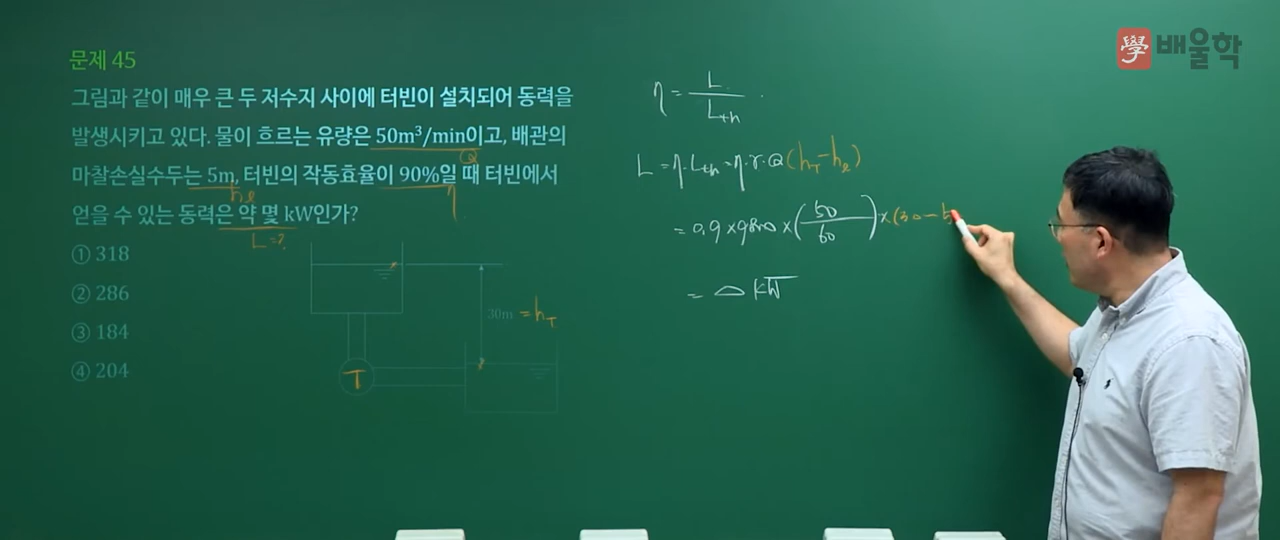 學 배울학
문제 45
그림과 같이 매우 큰 두 저수지 사이에 터빈이 설치되어 동력을
발생시키고 있다. 물이 흐르는 유량은 50m³/min이고, 배관의
Q
마찰손실수두는 5m, 터빈의 작동효율이 90%일 때 터빈에서
hℓ
η
얻을 수 있는 동력은 약 몇 kW인가?
L=?
① 318
② 286
③ 184
④ 204
30m = hT
T
η = L / Lth
L = η·Lth = η·γ·Q (hT - hℓ)
= 0.9 × 9800 × (50/60) × (30 - 5
= △ kW